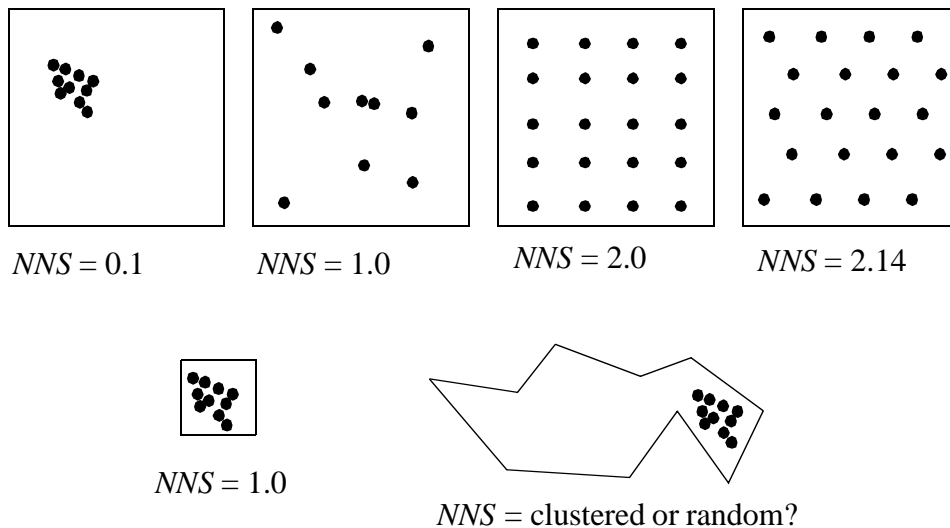 NNS = 0.1
NNS = 1.0
NNS = 2.0
NNS = 2.14
NNS = 1.0
NNS = clustered or random?